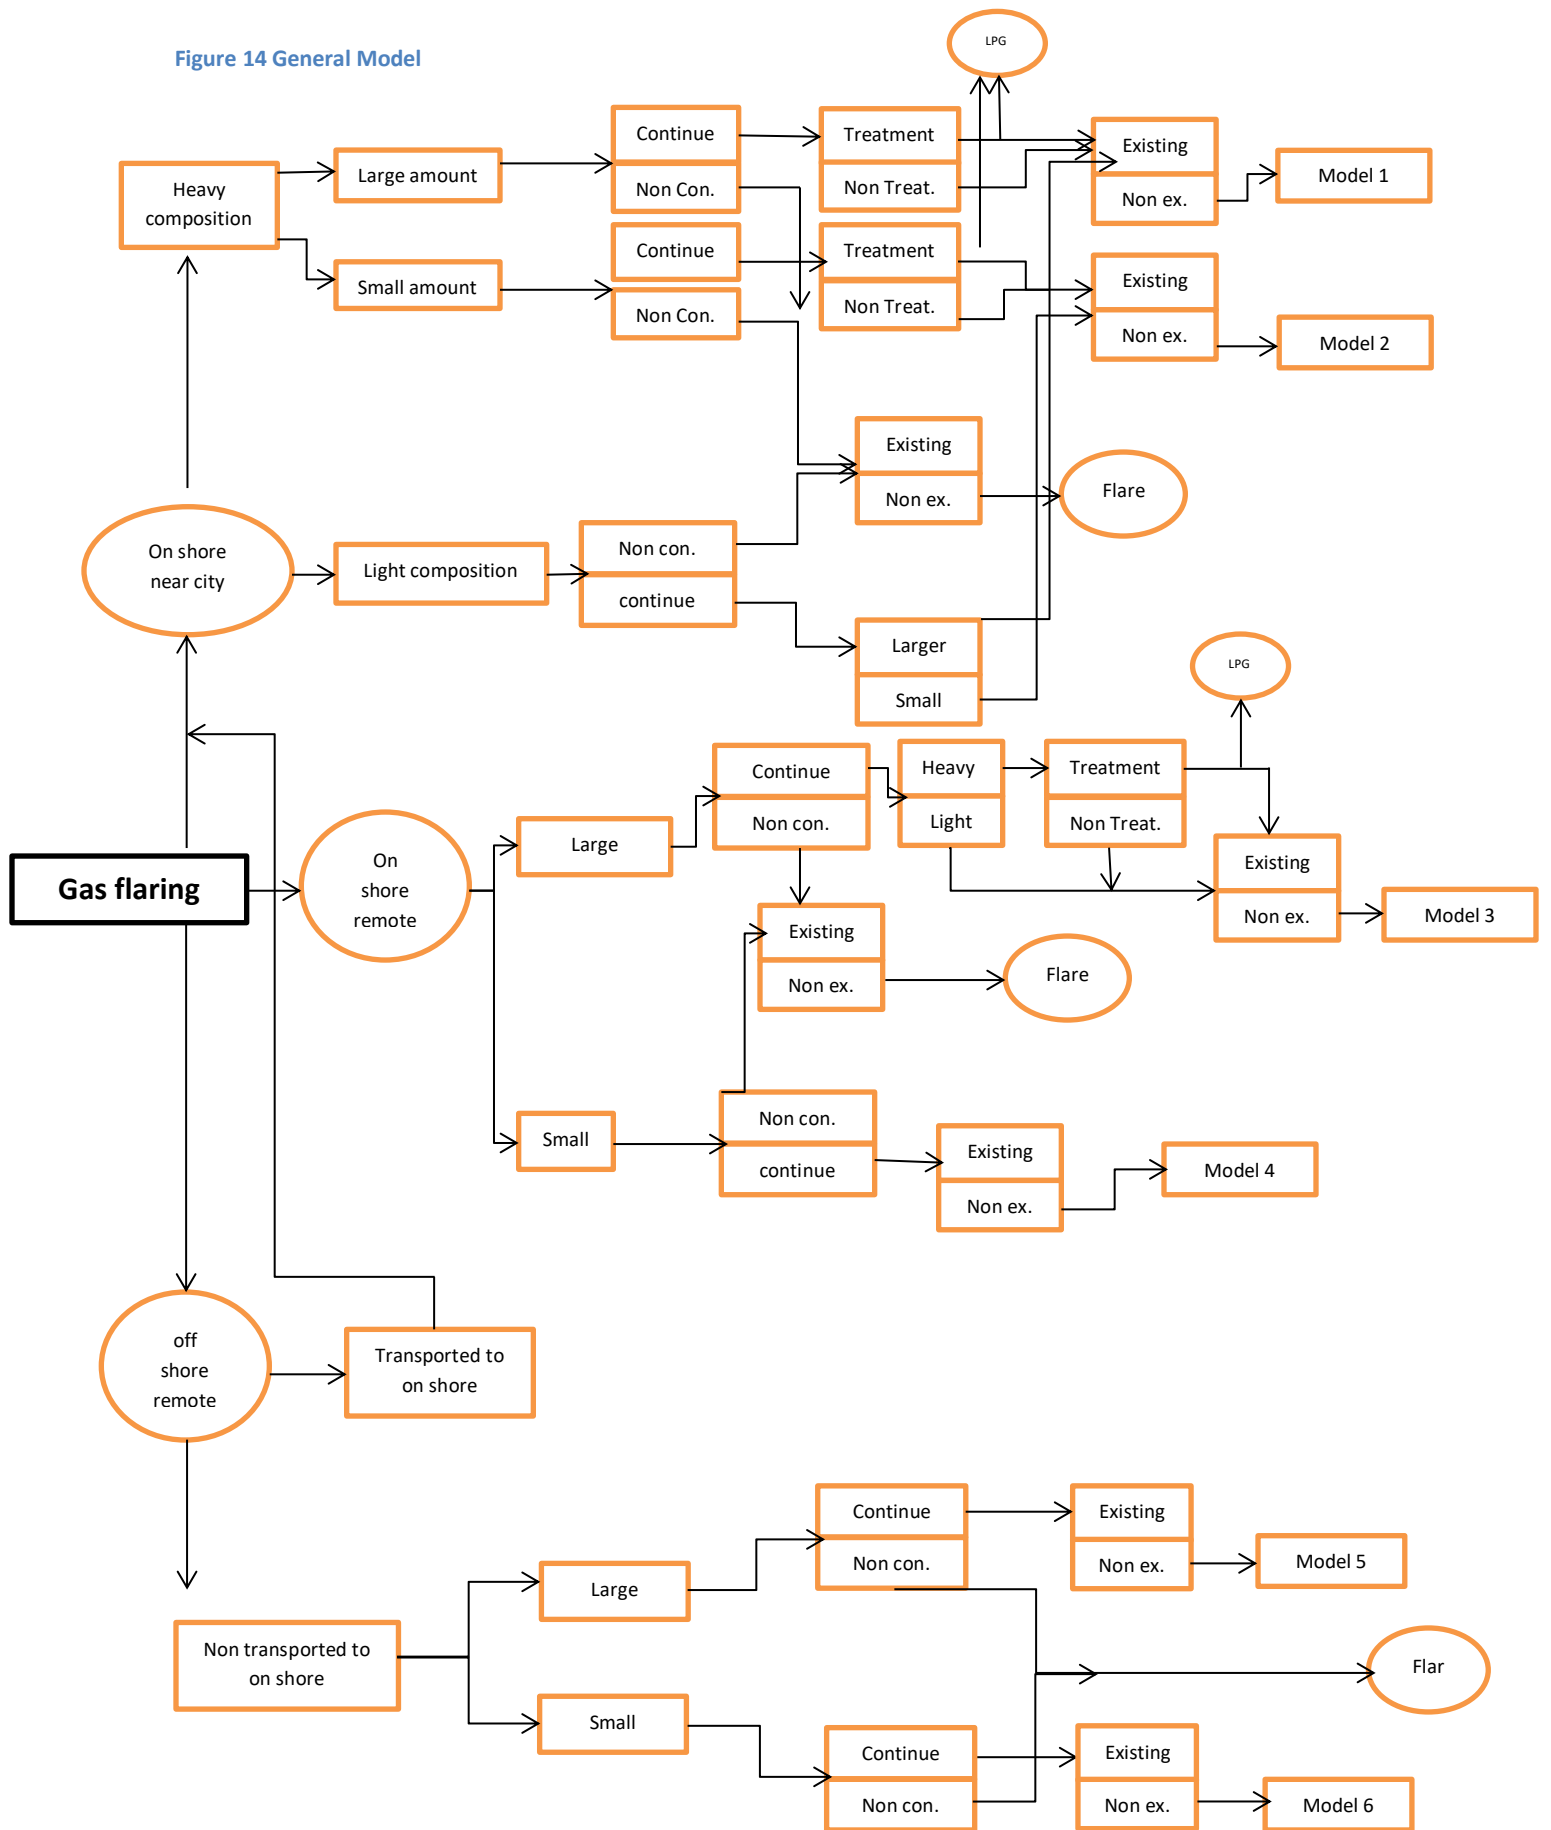 Figure 14 General Model
LPG
Continue
Non Con.
Treatment
Non Treat.
Existing
Non ex.
Model 1
Heavy
composition
Large amount
Small amount
Continue
Non Con.
Treatment
Non Treat.
Existing
Non ex.
Model 2
Existing
Non ex.
Flare
On shore
near city
Light composition
Non con.
continue
Larger
Small
LPG
Continue
Non con.
Heavy
Light
Treatment
Non Treat.
Large
Existing
Non ex.
Model 3
Gas flaring
On
shore
remote
Existing
Non ex.
Flare
Small
Non con.
continue
Existing
Non ex.
Model 4
off
shore
remote
Transported to
on shore
Continue
Non con.
Existing
Non ex.
Model 5
Large
Non transported to
on shore
Flar
Small
Continue
Non con.
Existing
Non ex.
Model 6